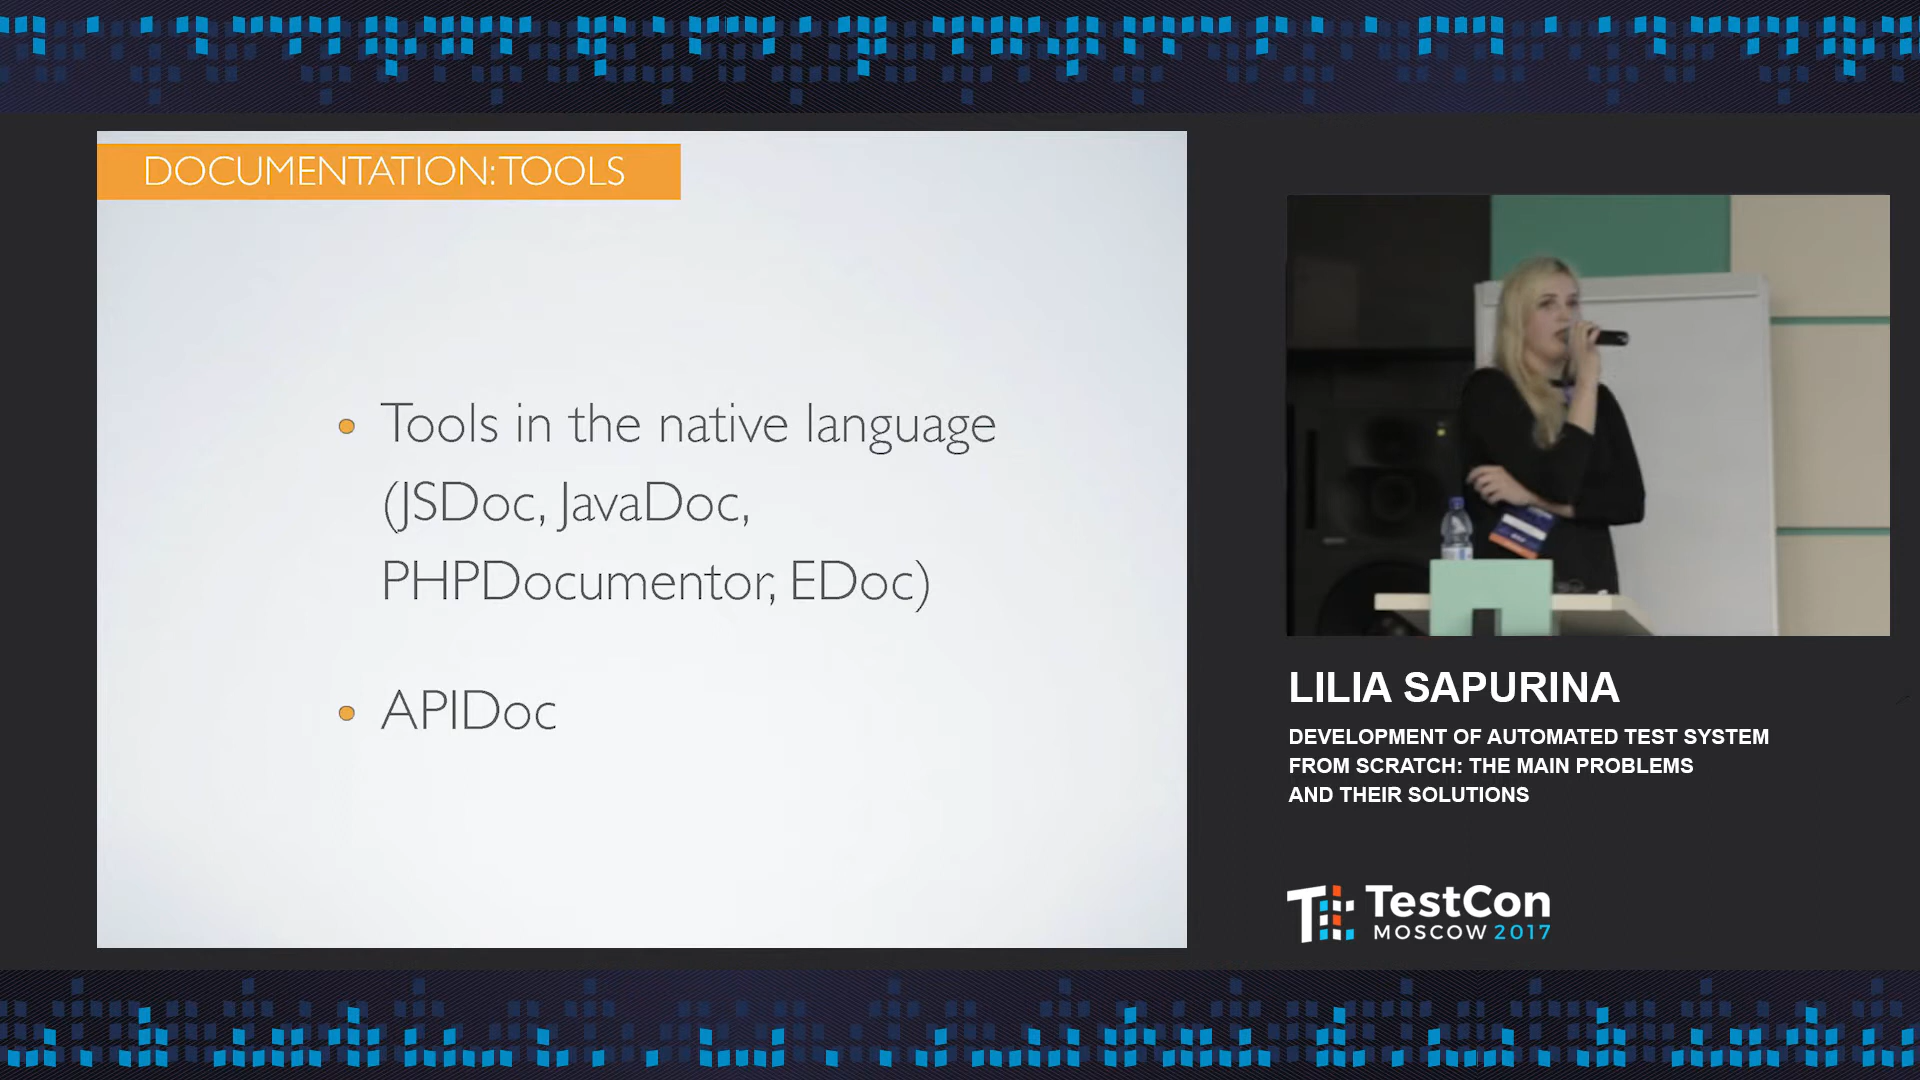 DOCUMENTATION: TOOLS
Tools in the native language
(JSDoc, JavaDoc,
PHPDocumentor, EDoc)
APIDoc
LILIA SAPURINA
DEVELOPMENT OF AUTOMATED TEST SYSTEM
FROM SCRATCH: THE MAIN PROBLEMS
AND THEIR SOLUTIONS
TestCon
MOSCOW 2017